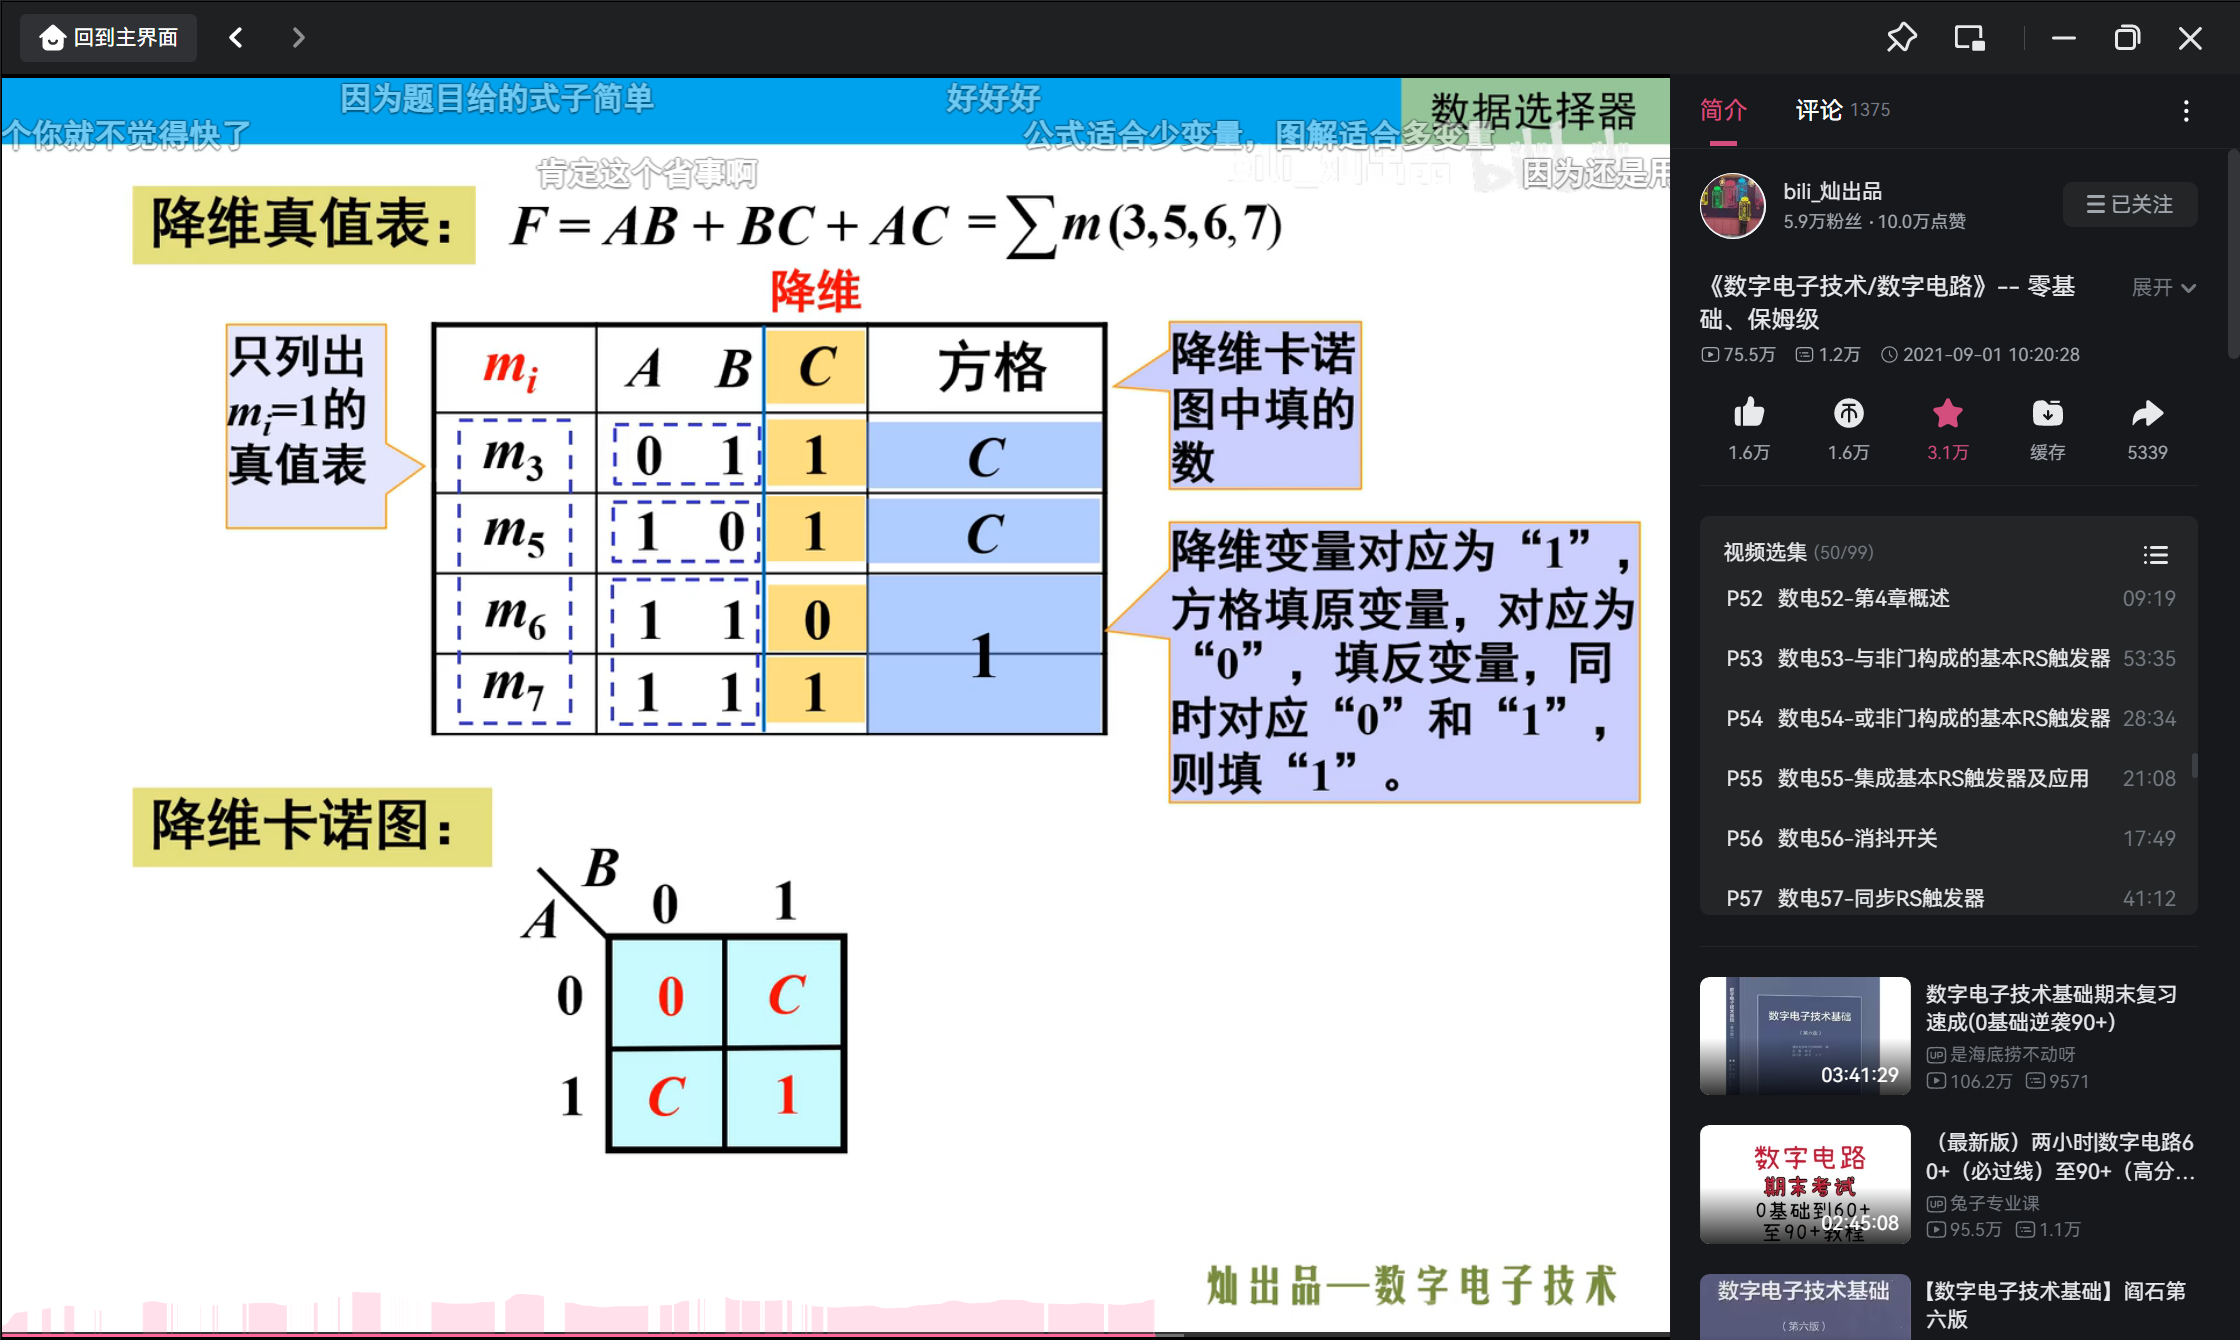 回到主界面
因为题目给的式子简单
好好好
数据选择器
个你就不觉得快了
公式适合少变量，图解适合多变量
肯定这个省事啊
因为还是用
降维真值表：
F = AB + BC + AC = ∑m(3,5,6,7)
降维
只列出
mi=1的
真值表
mi A B C 方格
m3 0 1 1 C
m5 1 0 1 C
m6 1 1 0 1
m7 1 1 1
降维卡诺
图中填的
数
降维变量对应为“1”，
方格填原变量，对应为
“0”，填反变量，同
时对应“0”和“1”，
则填“1”。
降维卡诺图：
B
A
0 1
0 0 C
1 C 1
灿出品—数字电子技术
简介 评论 1375
bili_灿出品
5.9万粉丝 · 10.0万点赞
已关注
《数字电子技术/数字电路》-- 零基
础、保姆级
展开
75.5万 1.2万 2021-09-01 10:20:28
1.6万 1.6万 3.1万 缓存 5339
视频选集 (50/99)
P52 数电52-第4章概述 09:19
P53 数电53-与非门构成的基本RS触发器 53:35
P54 数电54-或非门构成的基本RS触发器 28:34
P55 数电55-集成基本RS触发器及应用 21:08
P56 数电56-消抖开关 17:49
P57 数电57-同步RS触发器 41:12
数字电子技术基础
（第六版）
03:41:29
数字电子技术基础期末复习
速成(0基础逆袭90+)
UP 是海底捞不动呀
106.2万 9571
数字电路
期末考试
0基础到60+
至90+教程
02:45:08
（最新版）两小时|数字电路6
0+（必过线）至90+（高分...
UP 兔子专业课
95.5万 1.1万
数字电子技术基础
（第六版）
【数字电子技术基础】阎石第
六版